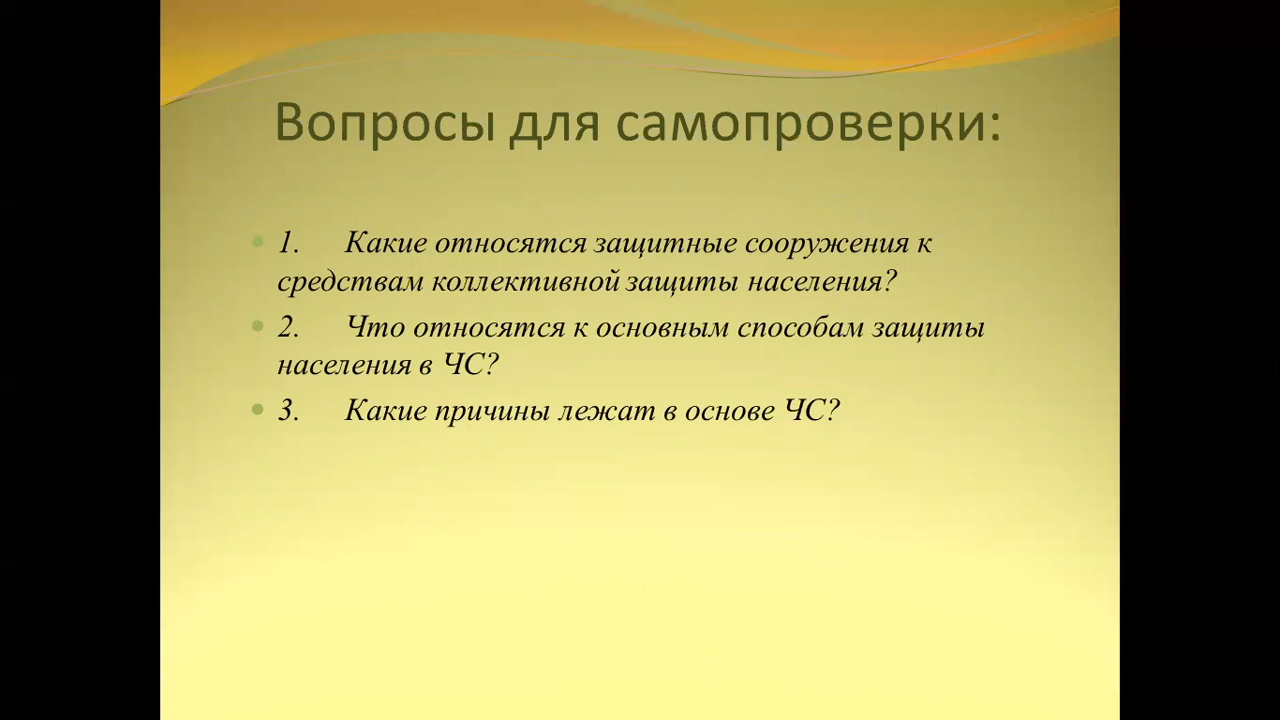 Вопросы для самопроверки:
1. Какие относятся защитные сооружения к
средствам коллективной защиты населения?
2. Что относятся к основным способам защиты
населения в ЧС?
3. Какие причины лежат в основе ЧС?